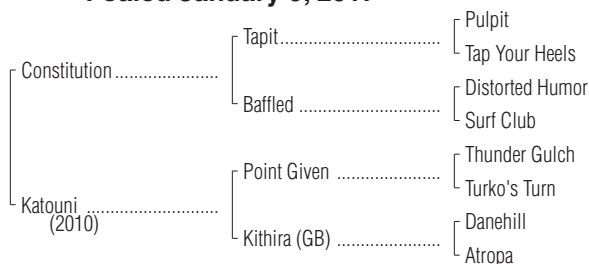 Pulpit
Tapit
Tap Your Heels
Constitution
Distorted Humor
Baffled
Surf Club
Thunder Gulch
Point Given
Turko's Turn
Katouni
(2010)
Danehill
Kithira (GB)
Atropa